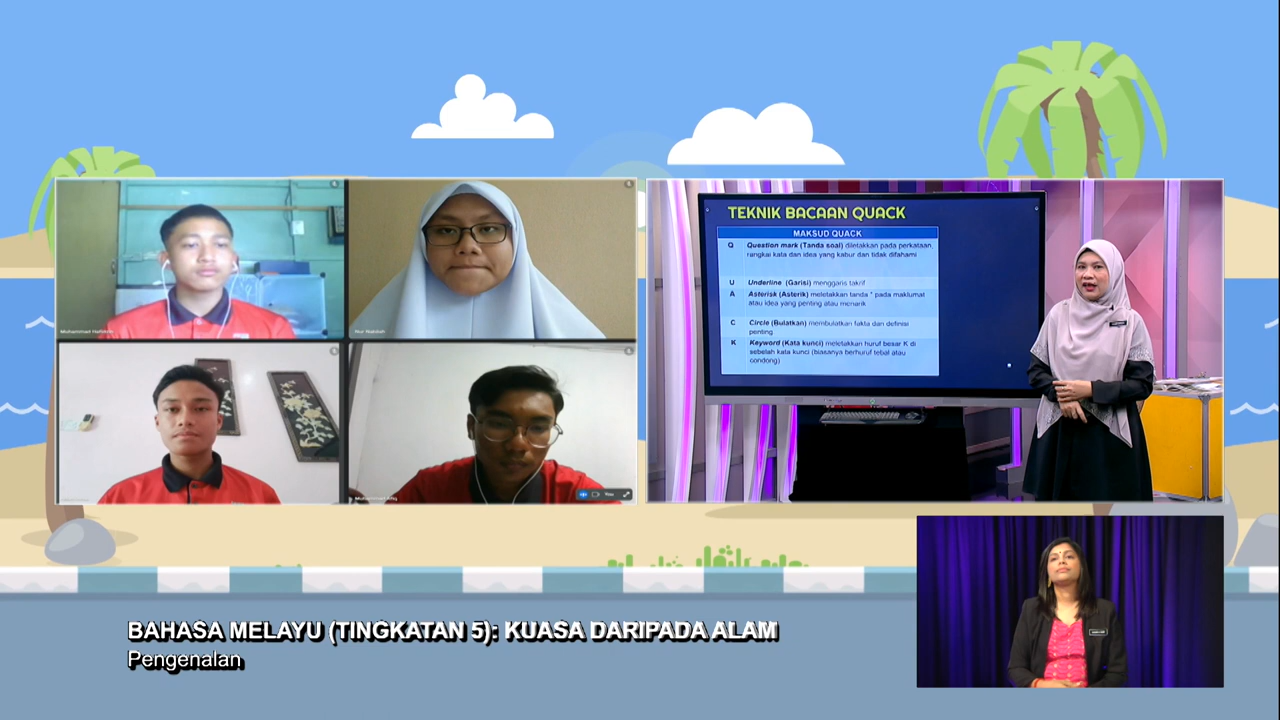 TEKNIK BACAAN QUACK
MAKSUD QUACK
Q Question mark (Tanda soal) diletakkan pada perkataan,
rangkai kata dan idea yang kabur dan tidak difahami
U Underline (Garisi) menggaris takrif
A Asterisk (Asterik) meletakkan tanda * pada maklumat
atau idea yang penting atau menarik
C Circle (Bulatkan) membulatkan fakta dan definisi
penting
K Keyword (Kata kunci) meletakkan huruf besar K di
sebelah kata kunci (biasanya berhuruf tebal atau
condong)
BAHASA MELAYU (TINGKATAN 5): KUASA DARIPADA ALAM
Pengenalan